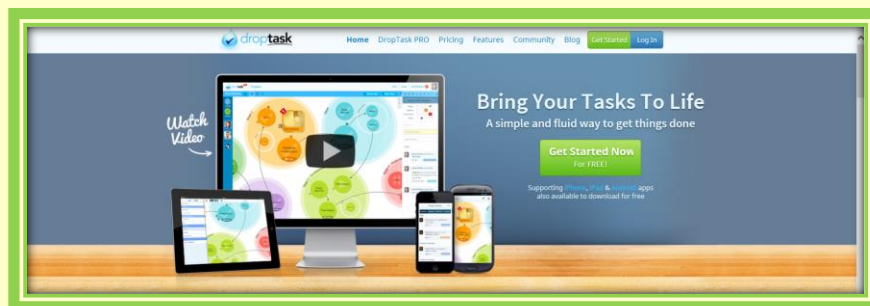 droptask
Home DropTask PRO Pricing Features Community Blog Get Started Log In
Watch
Video
Bring Your Tasks To Life
A simple and fluid way to get things done
Get Started Now
For FREE!
Supporting iPhone, iPad & Android apps
also available to download for free